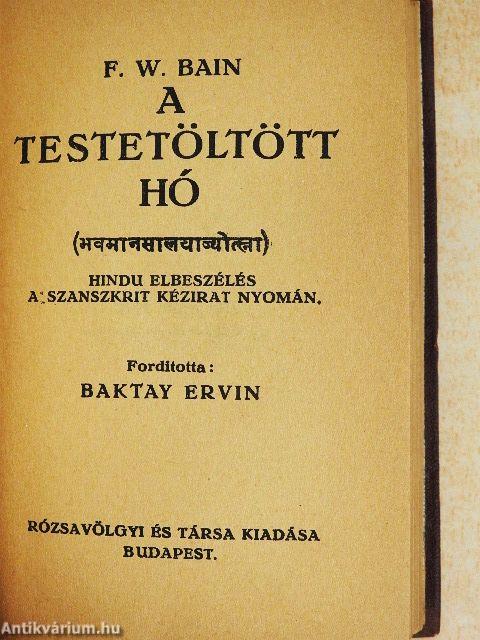 F. W. BAIN
A
TESTETÖLTÖTT
HÓ
(भवमानसालयाज्योत्स्ना)
HINDU ELBESZÉLÉS
A SZANSZKRIT KÉZIRAT NYOMÁN.
Forditotta:
BAKTAY ERVIN
RÓZSAVÖLGYI ÉS TÁRSA KIADÁSA
BUDAPEST.
Antikvárium.hu